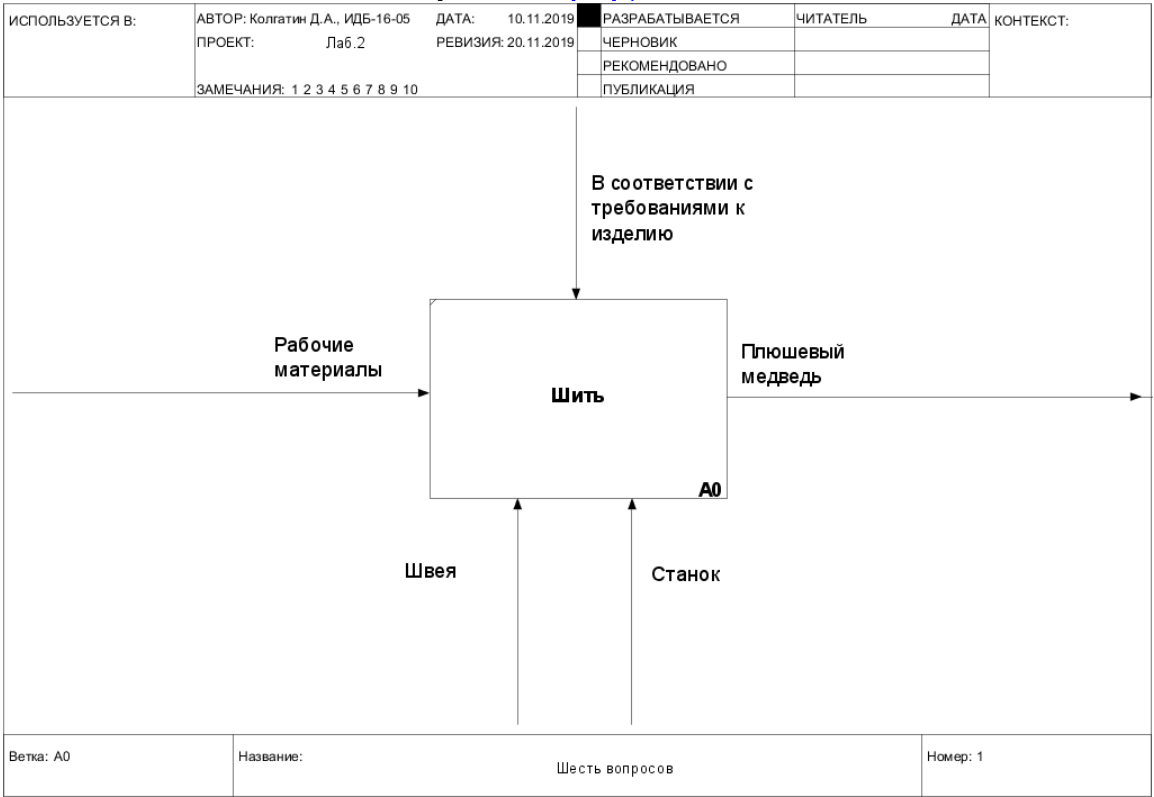 ИСПОЛЬЗУЕТСЯ В:
АВТОР: Колгатин Д.А., ИДБ-16-05
ДАТА: 10.11.2019
РАЗРАБАТЫВАЕТСЯ
ЧИТАТЕЛЬ
ДАТА
КОНТЕКСТ:
ПРОЕКТ: Лаб.2
РЕВИЗИЯ: 20.11.2019
ЧЕРНОВИК
РЕКОМЕНДОВАНО
ЗАМЕЧАНИЯ: 1 2 3 4 5 6 7 8 9 10
ПУБЛИКАЦИЯ
В соответствии с
требованиями к
изделию
Рабочие
материалы
Шить
A0
Плюшевый
медведь
Швея
Станок
Ветка: A0
Название:
Шесть вопросов
Номер: 1